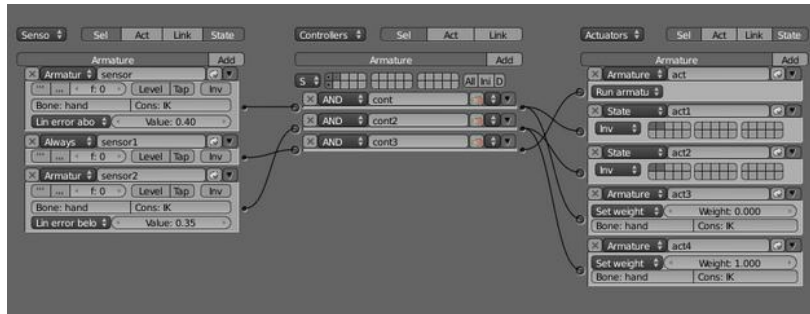 Senso Sel Act Link State
Armature Add
Armatur sensor
f: 0 Level Tap Inv
Bone: hand Cons: IK
Lin error abo Value: 0.40
Always sensor1
f: 0 Level Tap Inv
Armatur sensor2
f: 0 Level Tap Inv
Bone: hand Cons: IK
Lin error belo Value: 0.35
Controllers Sel Act Link
Armature Add
S All Ini D
AND cont
AND cont2
AND cont3
Actuators Sel Act Link State
Armature Add
Armature act
Run armatu
State act1
Inv
State act2
Inv
Armature act3
Set weight Weight: 0.000
Bone: hand Cons: IK
Armature act4
Set weight Weight: 1.000
Bone: hand Cons: IK